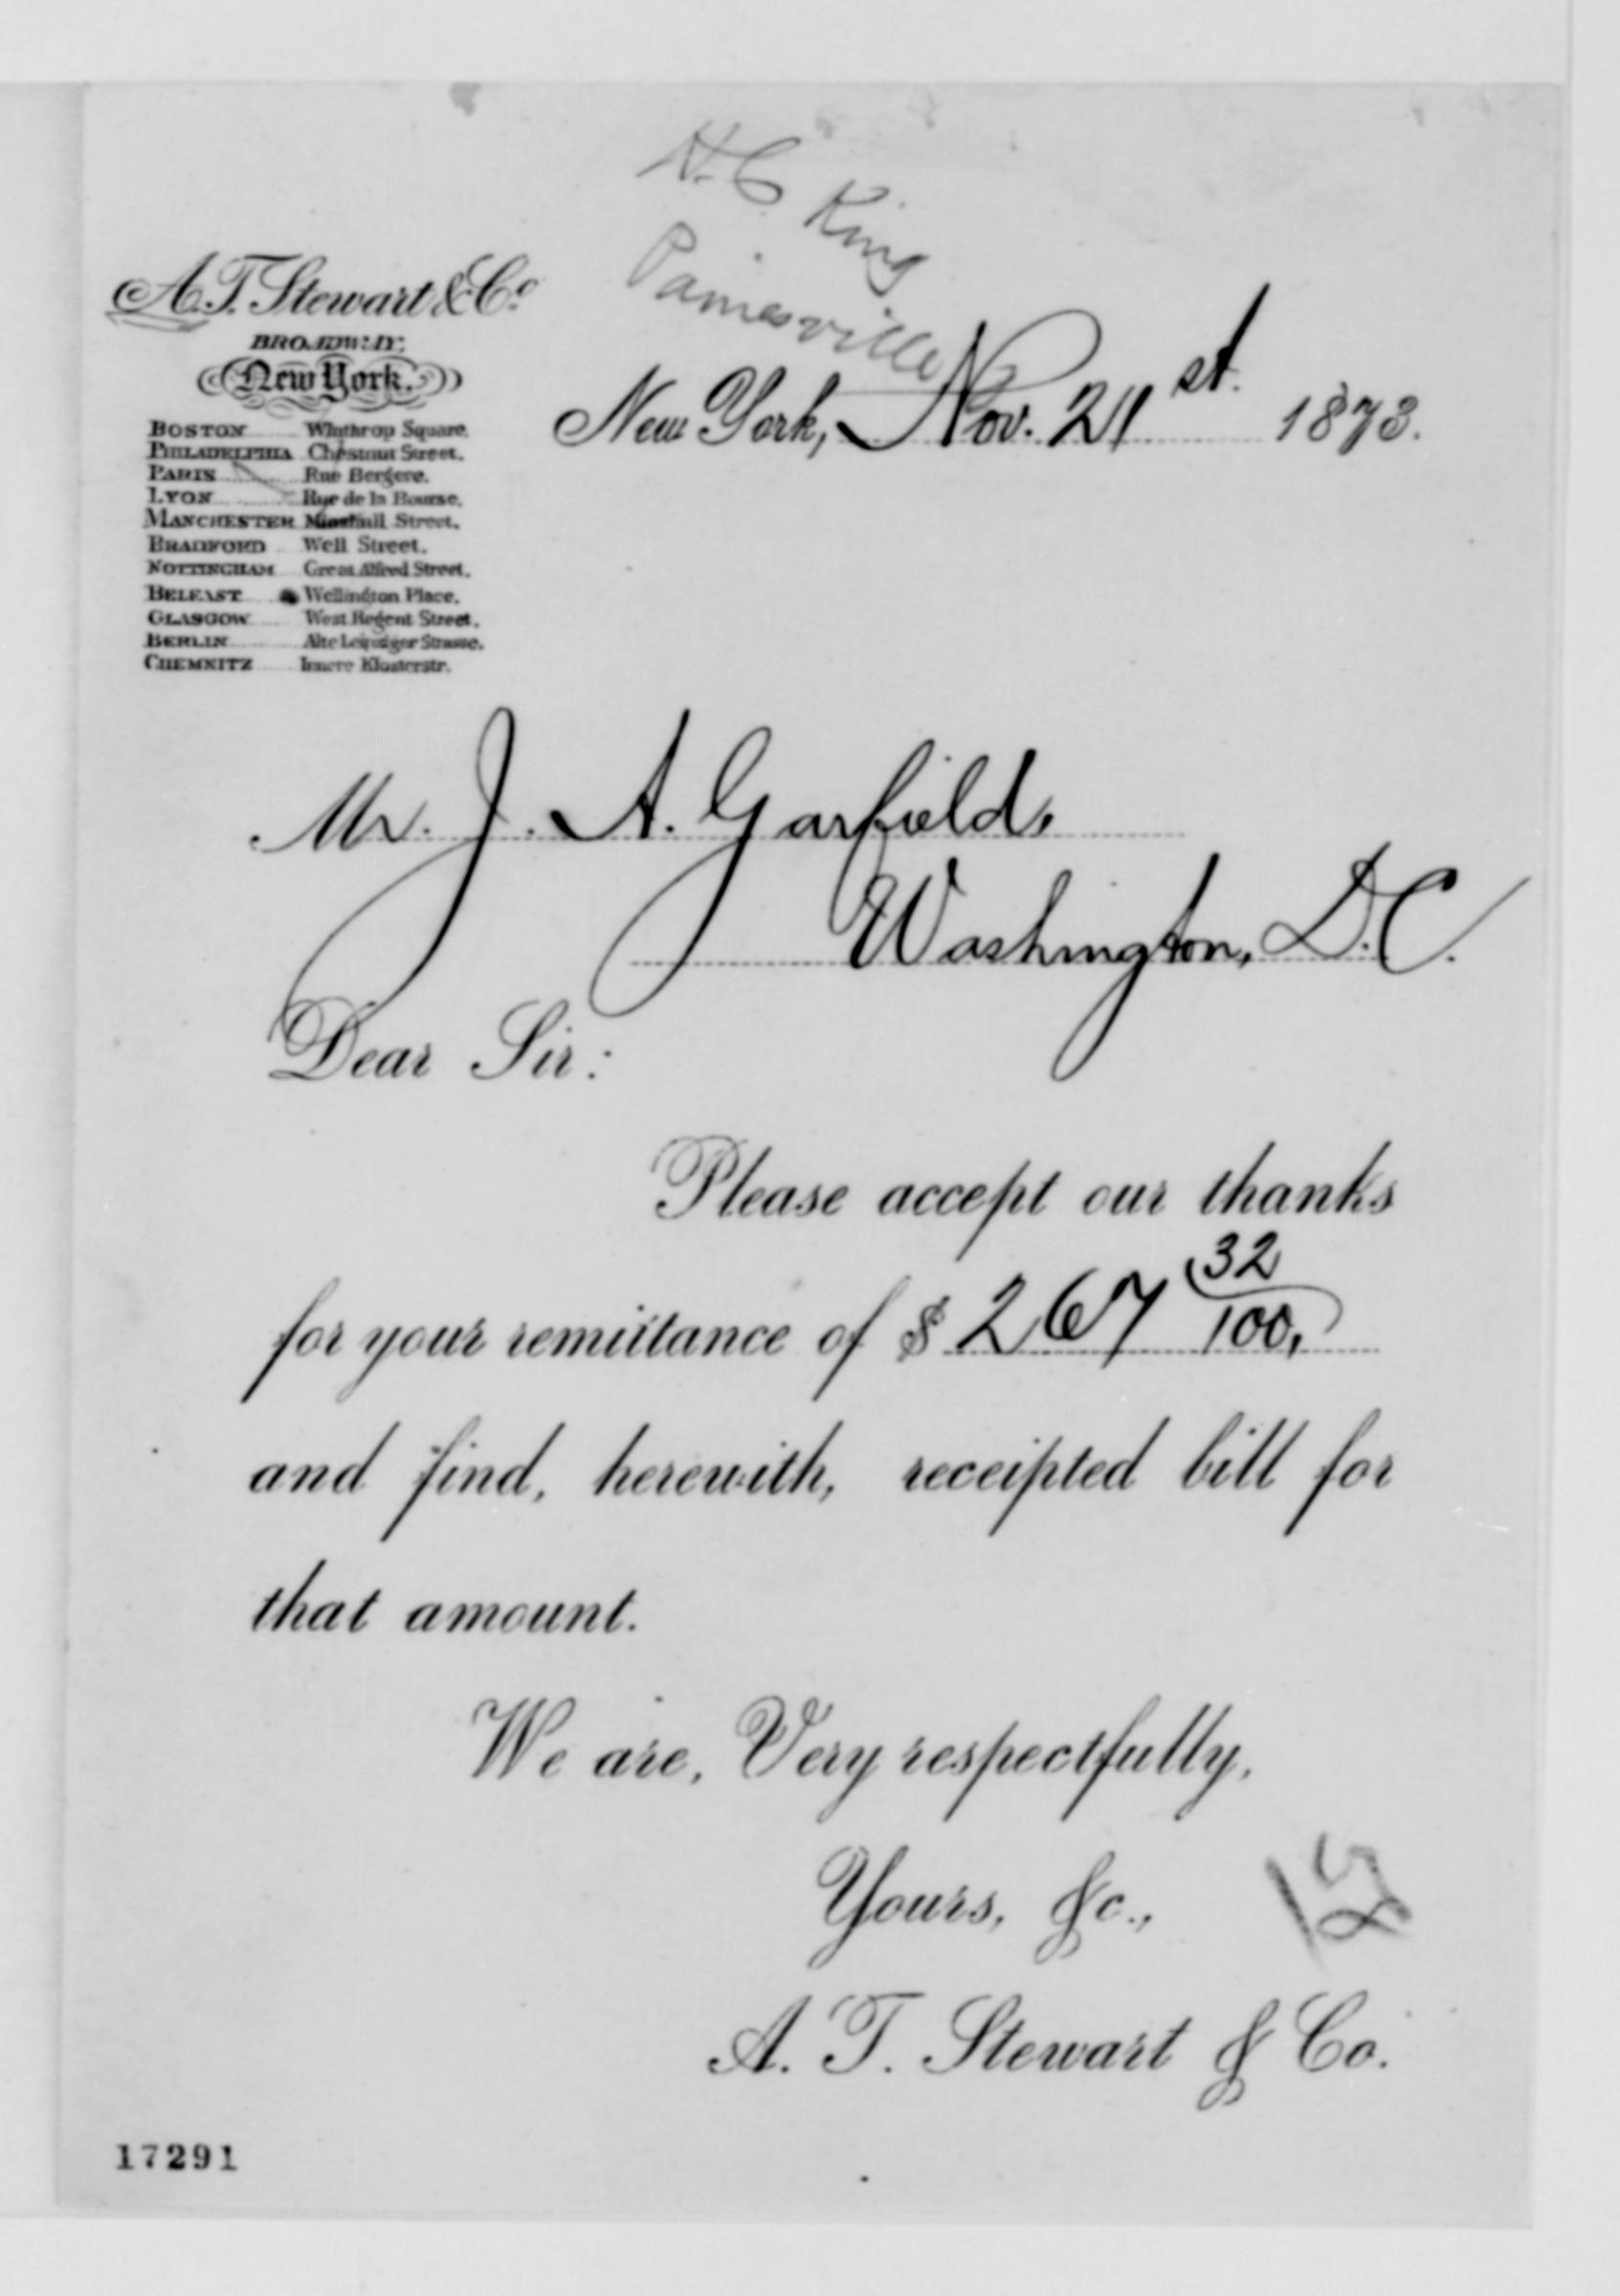 H. C. King
Painesville
A. T. Stewart & Co.
BROADWAY,
New York.
BOSTON Winthrop Square.
PHILADELPHIA Chestnut Street.
PARIS Rue Bergere.
LYON Rue de la Bourse.
MANCHESTER Minshull Street.
BRADFORD Well Street.
NOTTINGHAM Great Alfred Street.
BELFAST Wellington Place.
GLASGOW West Regent Street.
BERLIN Alte Leipziger Strasse.
CHEMNITZ Innere Klosterstr.
New York, Nov. 21st. 1873.
Mr. J. A. Garfield,
Washington, D.C.
Dear Sir:
Please accept our thanks
for your remittance of $ 267 32/100,
and find, herewith, receipted bill for
that amount.
We are, Very respectfully,
Yours, &c.,
A. T. Stewart & Co.
17291